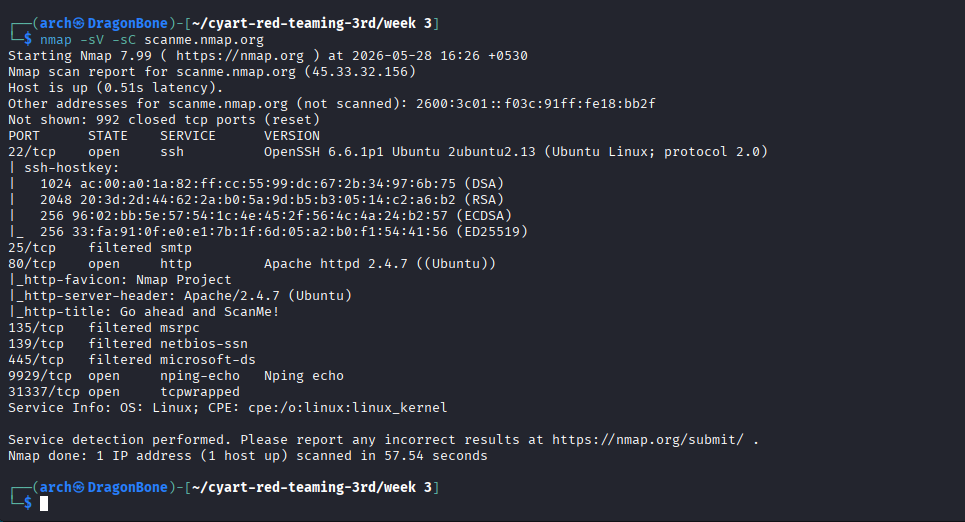 ┌──(arch㉿DragonBone)-[~/cyart-red-teaming-3rd/week 3]
└─$ nmap -sV -sC scanme.nmap.org
Starting Nmap 7.99 ( https://nmap.org ) at 2026-05-28 16:26 +0530
Nmap scan report for scanme.nmap.org (45.33.32.156)
Host is up (0.51s latency).
Other addresses for scanme.nmap.org (not scanned): 2600:3c01::f03c:91ff:fe18:bb2f
Not shown: 992 closed tcp ports (reset)
PORT      STATE    SERVICE      VERSION
22/tcp    open     ssh          OpenSSH 6.6.1p1 Ubuntu 2ubuntu2.13 (Ubuntu Linux; protocol 2.0)
| ssh-hostkey:
|   1024 ac:00:a0:1a:82:ff:cc:55:99:dc:67:2b:34:97:6b:75 (DSA)
|   2048 20:3d:2d:44:62:2a:b0:5a:9d:b5:b3:05:14:c2:a6:b2 (RSA)
|   256 96:02:bb:5e:57:54:1c:4e:45:2f:56:4c:4a:24:b2:57 (ECDSA)
|_  256 33:fa:91:0f:e0:e1:7b:1f:6d:05:a2:b0:f1:54:41:56 (ED25519)
25/tcp    filtered smtp
80/tcp    open     http         Apache httpd 2.4.7 ((Ubuntu))
|_http-favicon: Nmap Project
|_http-server-header: Apache/2.4.7 (Ubuntu)
|_http-title: Go ahead and ScanMe!
135/tcp   filtered msrpc
139/tcp   filtered netbios-ssn
445/tcp   filtered microsoft-ds
9929/tcp  open     nping-echo   Nping echo
31337/tcp open     tcpwrapped
Service Info: OS: Linux; CPE: cpe:/o:linux:linux_kernel

Service detection performed. Please report any incorrect results at https://nmap.org/submit/ .
Nmap done: 1 IP address (1 host up) scanned in 57.54 seconds

┌──(arch㉿DragonBone)-[~/cyart-red-teaming-3rd/week 3]
└─$